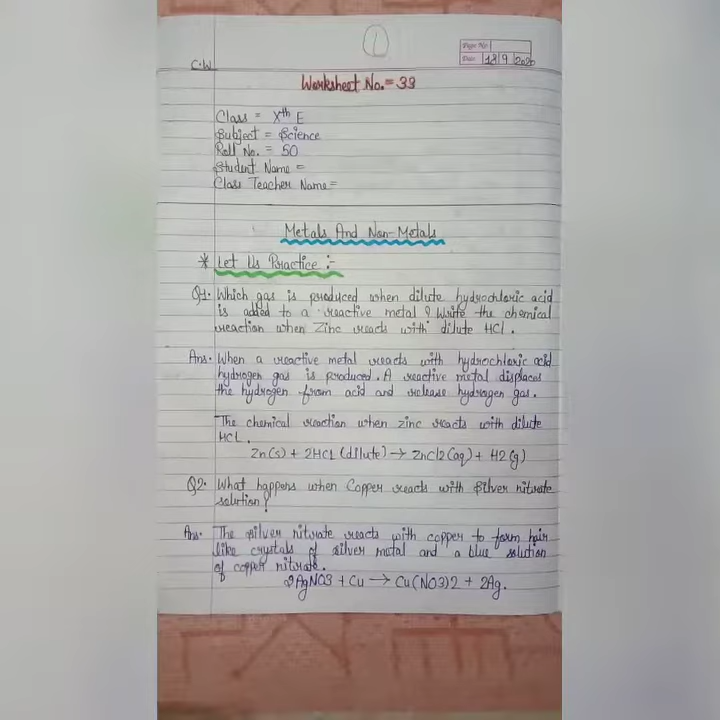 1
Page No.
C.W. Date 18 9 2020
Worksheet No. = 33
Class = Xth E
Subject = Science
Roll No. = 50
Student Name =
Class Teacher Name =
Metals And Non-Metals
* Let Us Practice :-
Q1. Which gas is produced when dilute hydrochloric acid
is added to a reactive metal? Write the chemical
reaction when Zinc reacts with dilute HCl.
Ans. When a reactive metal reacts with hydrochloric acid
hydrogen gas is produced. A reactive metal displaces
the hydrogen from acid and release hydrogen gas.
The chemical reaction when zinc reacts with dilute
HCL.
Zn(s) + 2HCl (dilute) → ZnCl2 (aq) + H2 (g)
Q2. What happens when Copper reacts with Silver nitrate
solution?
Ans. The silver nitrate reacts with copper to form hair
like crystals of silver metal and a blue solution
of copper nitrate.
2AgNO3 + Cu → Cu(NO3)2 + 2Ag.